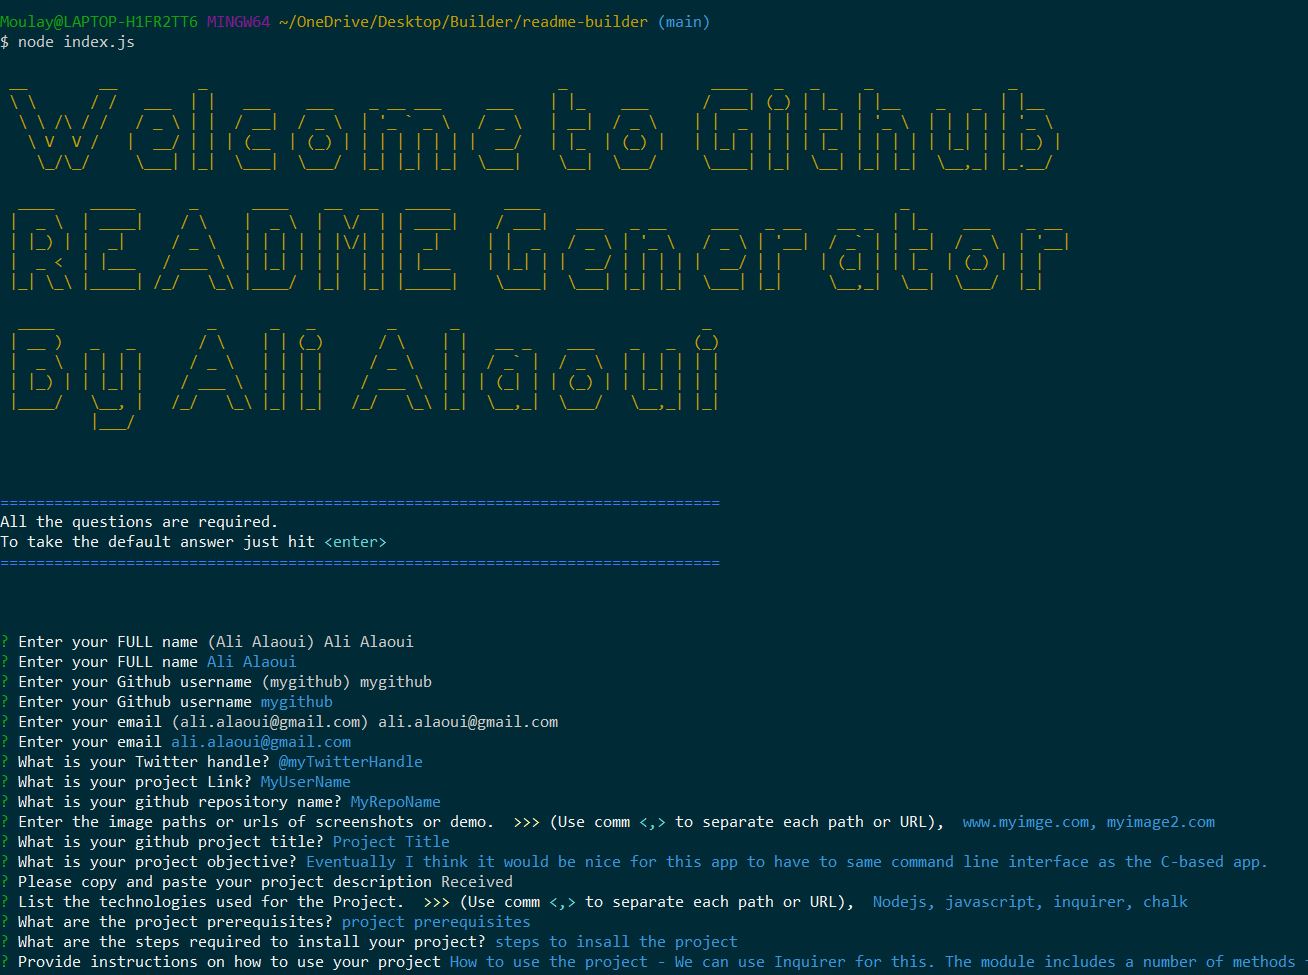 Moulay@LAPTOP-H1FR2TT6 MINGW64 ~/OneDrive/Desktop/Builder/readme-builder (main)
$ node index.js
Welcome to Github
README Generator
By Ali Alaoui
================================================================================
All the questions are required.
To take the default answer just hit <enter>
================================================================================
? Enter your FULL name (Ali Alaoui) Ali Alaoui
? Enter your FULL name Ali Alaoui
? Enter your Github username (mygithub) mygithub
? Enter your Github username mygithub
? Enter your email (ali.alaoui@gmail.com) ali.alaoui@gmail.com
? Enter your email ali.alaoui@gmail.com
? What is your Twitter handle? @myTwitterHandle
? What is your project Link? MyUserName
? What is your github repository name? MyRepoName
? Enter the image paths or urls of screenshots or demo.  >>> (Use comm <,> to separate each path or URL),  www.myimge.com, myimage2.com
? What is your github project title? Project Title
? What is your project objective? Eventually I think it would be nice for this app to have to same command line interface as the C-based app.
? Please copy and paste your project description Received
? List the technologies used for the Project.  >>> (Use comm <,> to separate each path or URL),  Nodejs, javascript, inquirer, chalk
? What are the project prerequisites? project prerequisites
? What are the steps required to install your project? steps to insall the project
? Provide instructions on how to use your project How to use the project - We can use Inquirer for this. The module includes a number of methods